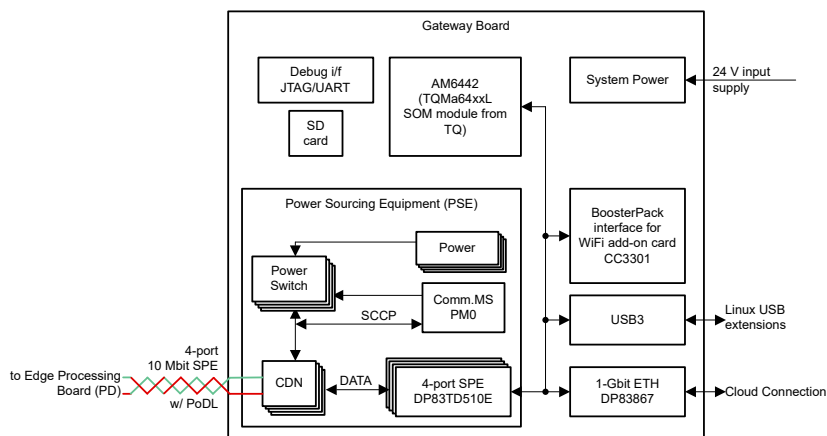 Gateway Board
Debug i/f
JTAG/UART
AM6442
(TQMa64xxL
SOM module from
TQ)
System Power
24 V input
supply
SD
card
Power Sourcing Equipment (PSE)
Power
Power
Switch
Comm.MS
PM0
SCCP
BoosterPack
interface for
WiFi add-on card
CC3301
USB3
Linux USB
extensions
4-port
10 Mbit SPE
to Edge Processing
Board (PD)
w/ PoDL
CDN
DATA
4-port SPE
DP83TD510E
1-Gbit ETH
DP83867
Cloud Connection